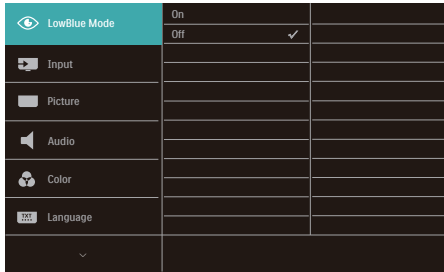 LowBlue Mode
On
Off
Input
Picture
Audio
Color
TXT
Language